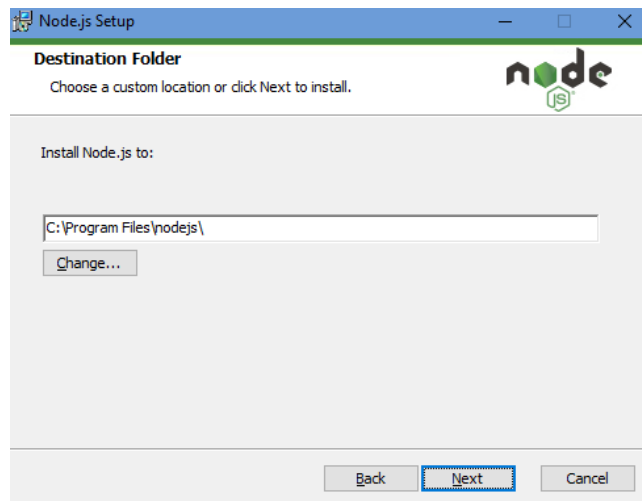 Node.js Setup
Destination Folder
Choose a custom location or click Next to install.
node
JS
Install Node.js to:
C:\Program Files\nodejs\
Change...
Back Next Cancel